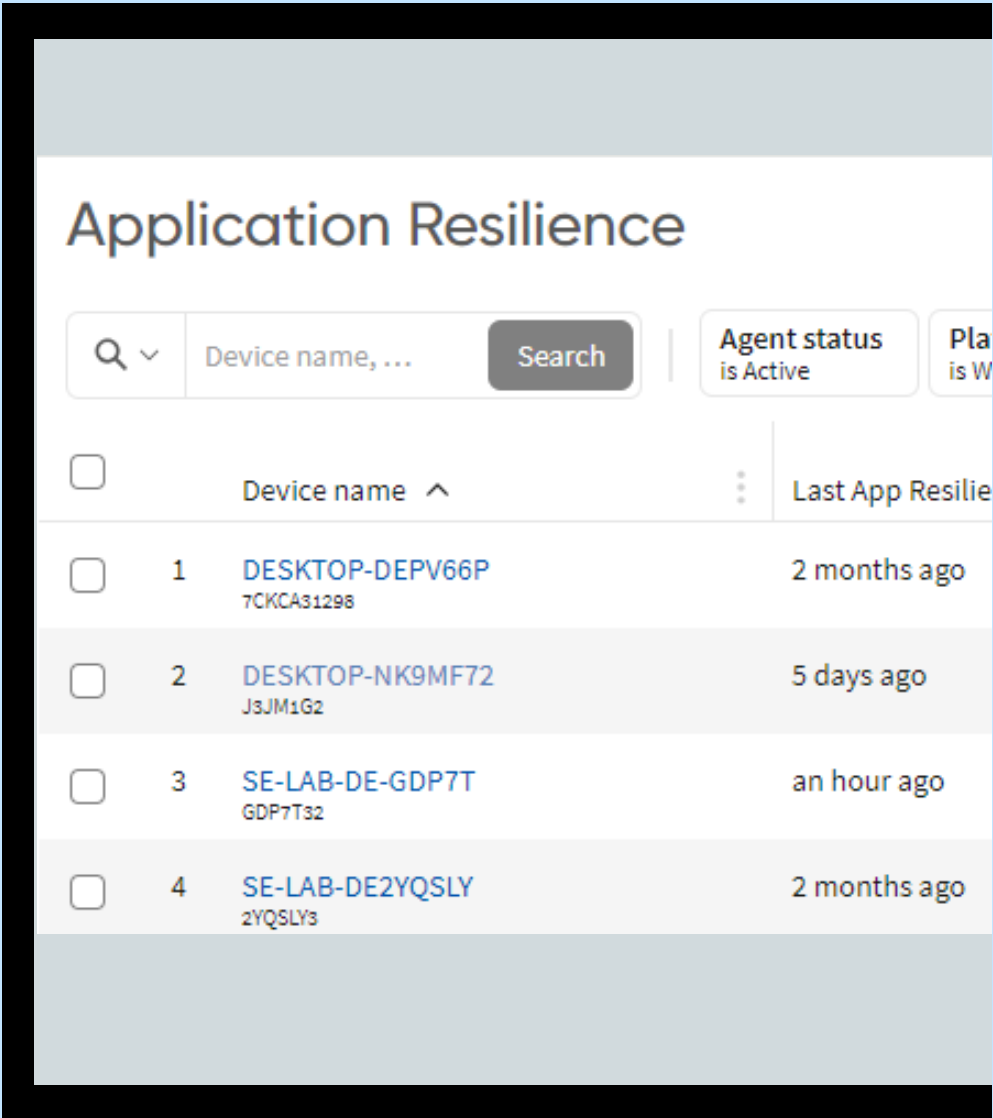 Application Resilience
Device name, ... Search
Agent status
is Active
Device name Last App
1 DESKTOP-DEPV66P 2 months ago
7CKCA31298
2 DESKTOP-NK9MF72 5 days ago
J3JM1G2
3 SE-LAB-DE-GDP7T an hour ago
GDP7T32
4 SE-LAB-DE2YQSLY 2 months ago
2YQSLY3